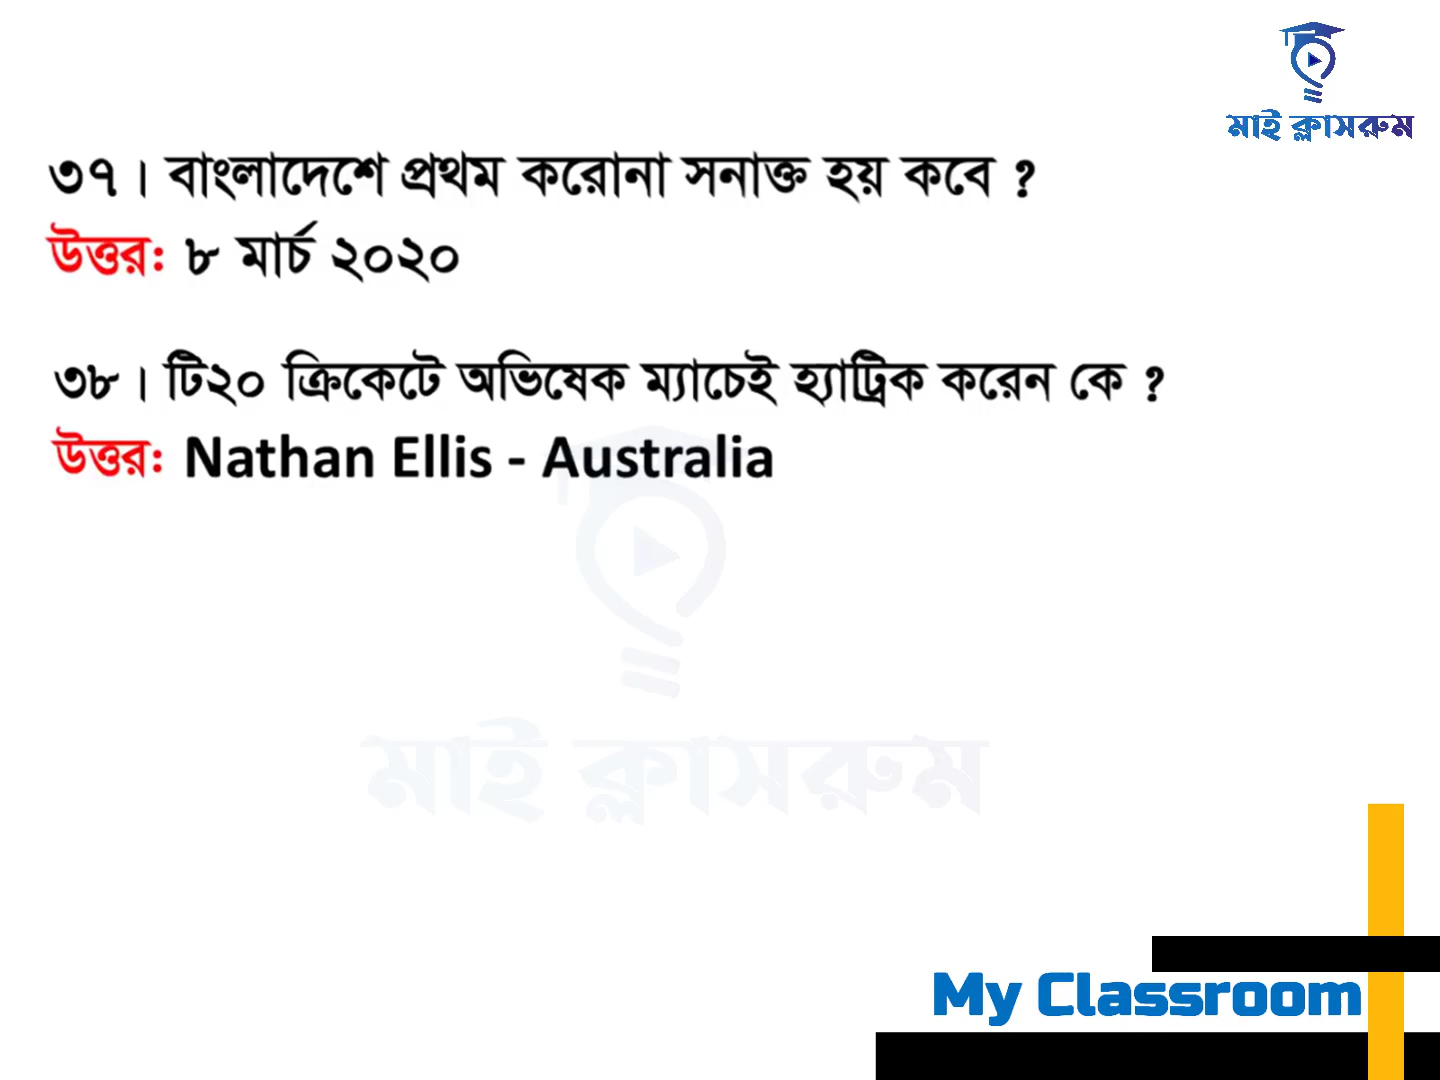 মাই ক্লাসরুম
৩৭। বাংলাদেশে প্রথম করোনা সনাক্ত হয় কবে ?
উত্তরঃ ৮ মার্চ ২০২০
৩৮। টি২০ ক্রিকেটে অভিষেক ম্যাচেই হ্যাট্রিক করেন কে ?
উত্তরঃ Nathan Ellis - Australia
মাই ক্লাসরুম
My Classroom